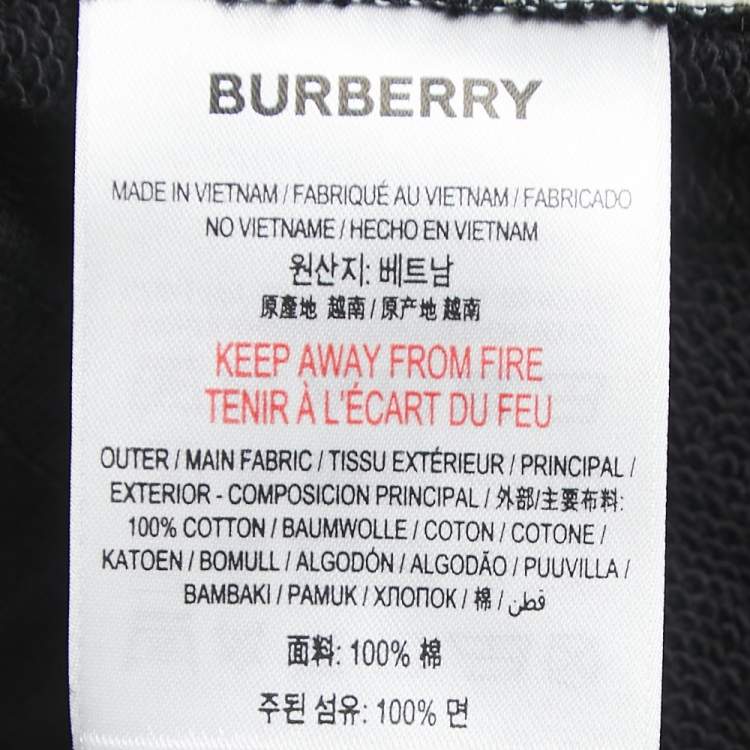 BURBERRY
MADE IN VIETNAM / FABRIQUÉ AU VIETNAM / FABRICADO
NO VIETNAME / HECHO EN VIETNAM
원산지: 베트남
原產地 越南 / 原产地 越南
KEEP AWAY FROM FIRE
TENIR À L'ÉCART DU FEU
OUTER / MAIN FABRIC / TISSU EXTÉRIEUR / PRINCIPAL /
EXTERIOR - COMPOSICION PRINCIPAL / 外部/主要布料:
100% COTTON / BAUMWOLLE / COTON / COTONE /
KATOEN / BOMULL / ALGODÓN / ALGODÃO / PUUVILLA /
BAMBAKI / PAMUK / ХЛОПОК / 棉 / قطن
面料: 100% 棉
주된 섬유: 100% 면